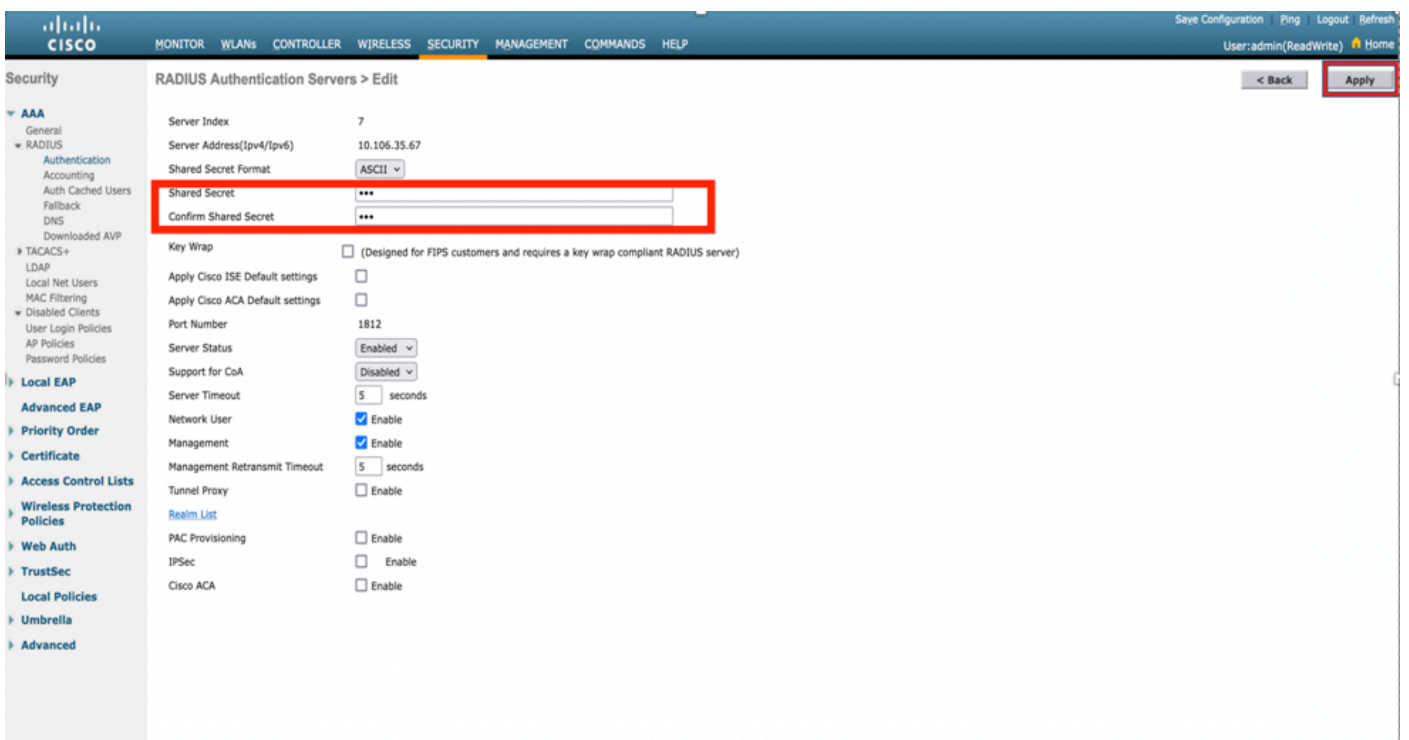 Save Configuration Ping Logout Refresh
CISCO MONITOR WLANs CONTROLLER WIRELESS SECURITY MANAGEMENT COMMANDS HELP User:admin(ReadWrite) Home
Security
AAA
General
RADIUS
Authentication
Accounting
Auth Cached Users
Fallback
DNS
Downloaded AVP
TACACS+
LDAP
Local Net Users
MAC Filtering
Disabled Clients
User Login Policies
AP Policies
Password Policies
Local EAP
Advanced EAP
Priority Order
Certificate
Access Control Lists
Wireless Protection
Policies
Web Auth
TrustSec
Local Policies
Umbrella
Advanced
RADIUS Authentication Servers > Edit
< Back Apply
Server Index 7
Server Address(Ipv4/Ipv6) 10.106.35.67
Shared Secret Format ASCII
Shared Secret •••
Confirm Shared Secret •••
Key Wrap (Designed for FIPS customers and requires a key wrap compliant RADIUS server)
Apply Cisco ISE Default settings
Apply Cisco ACA Default settings
Port Number 1812
Server Status Enabled
Support for CoA Disabled
Server Timeout 5 seconds
Network User Enable
Management Enable
Management Retransmit Timeout 5 seconds
Tunnel Proxy Enable
Realm List
PAC Provisioning Enable
IPSec Enable
Cisco ACA Enable